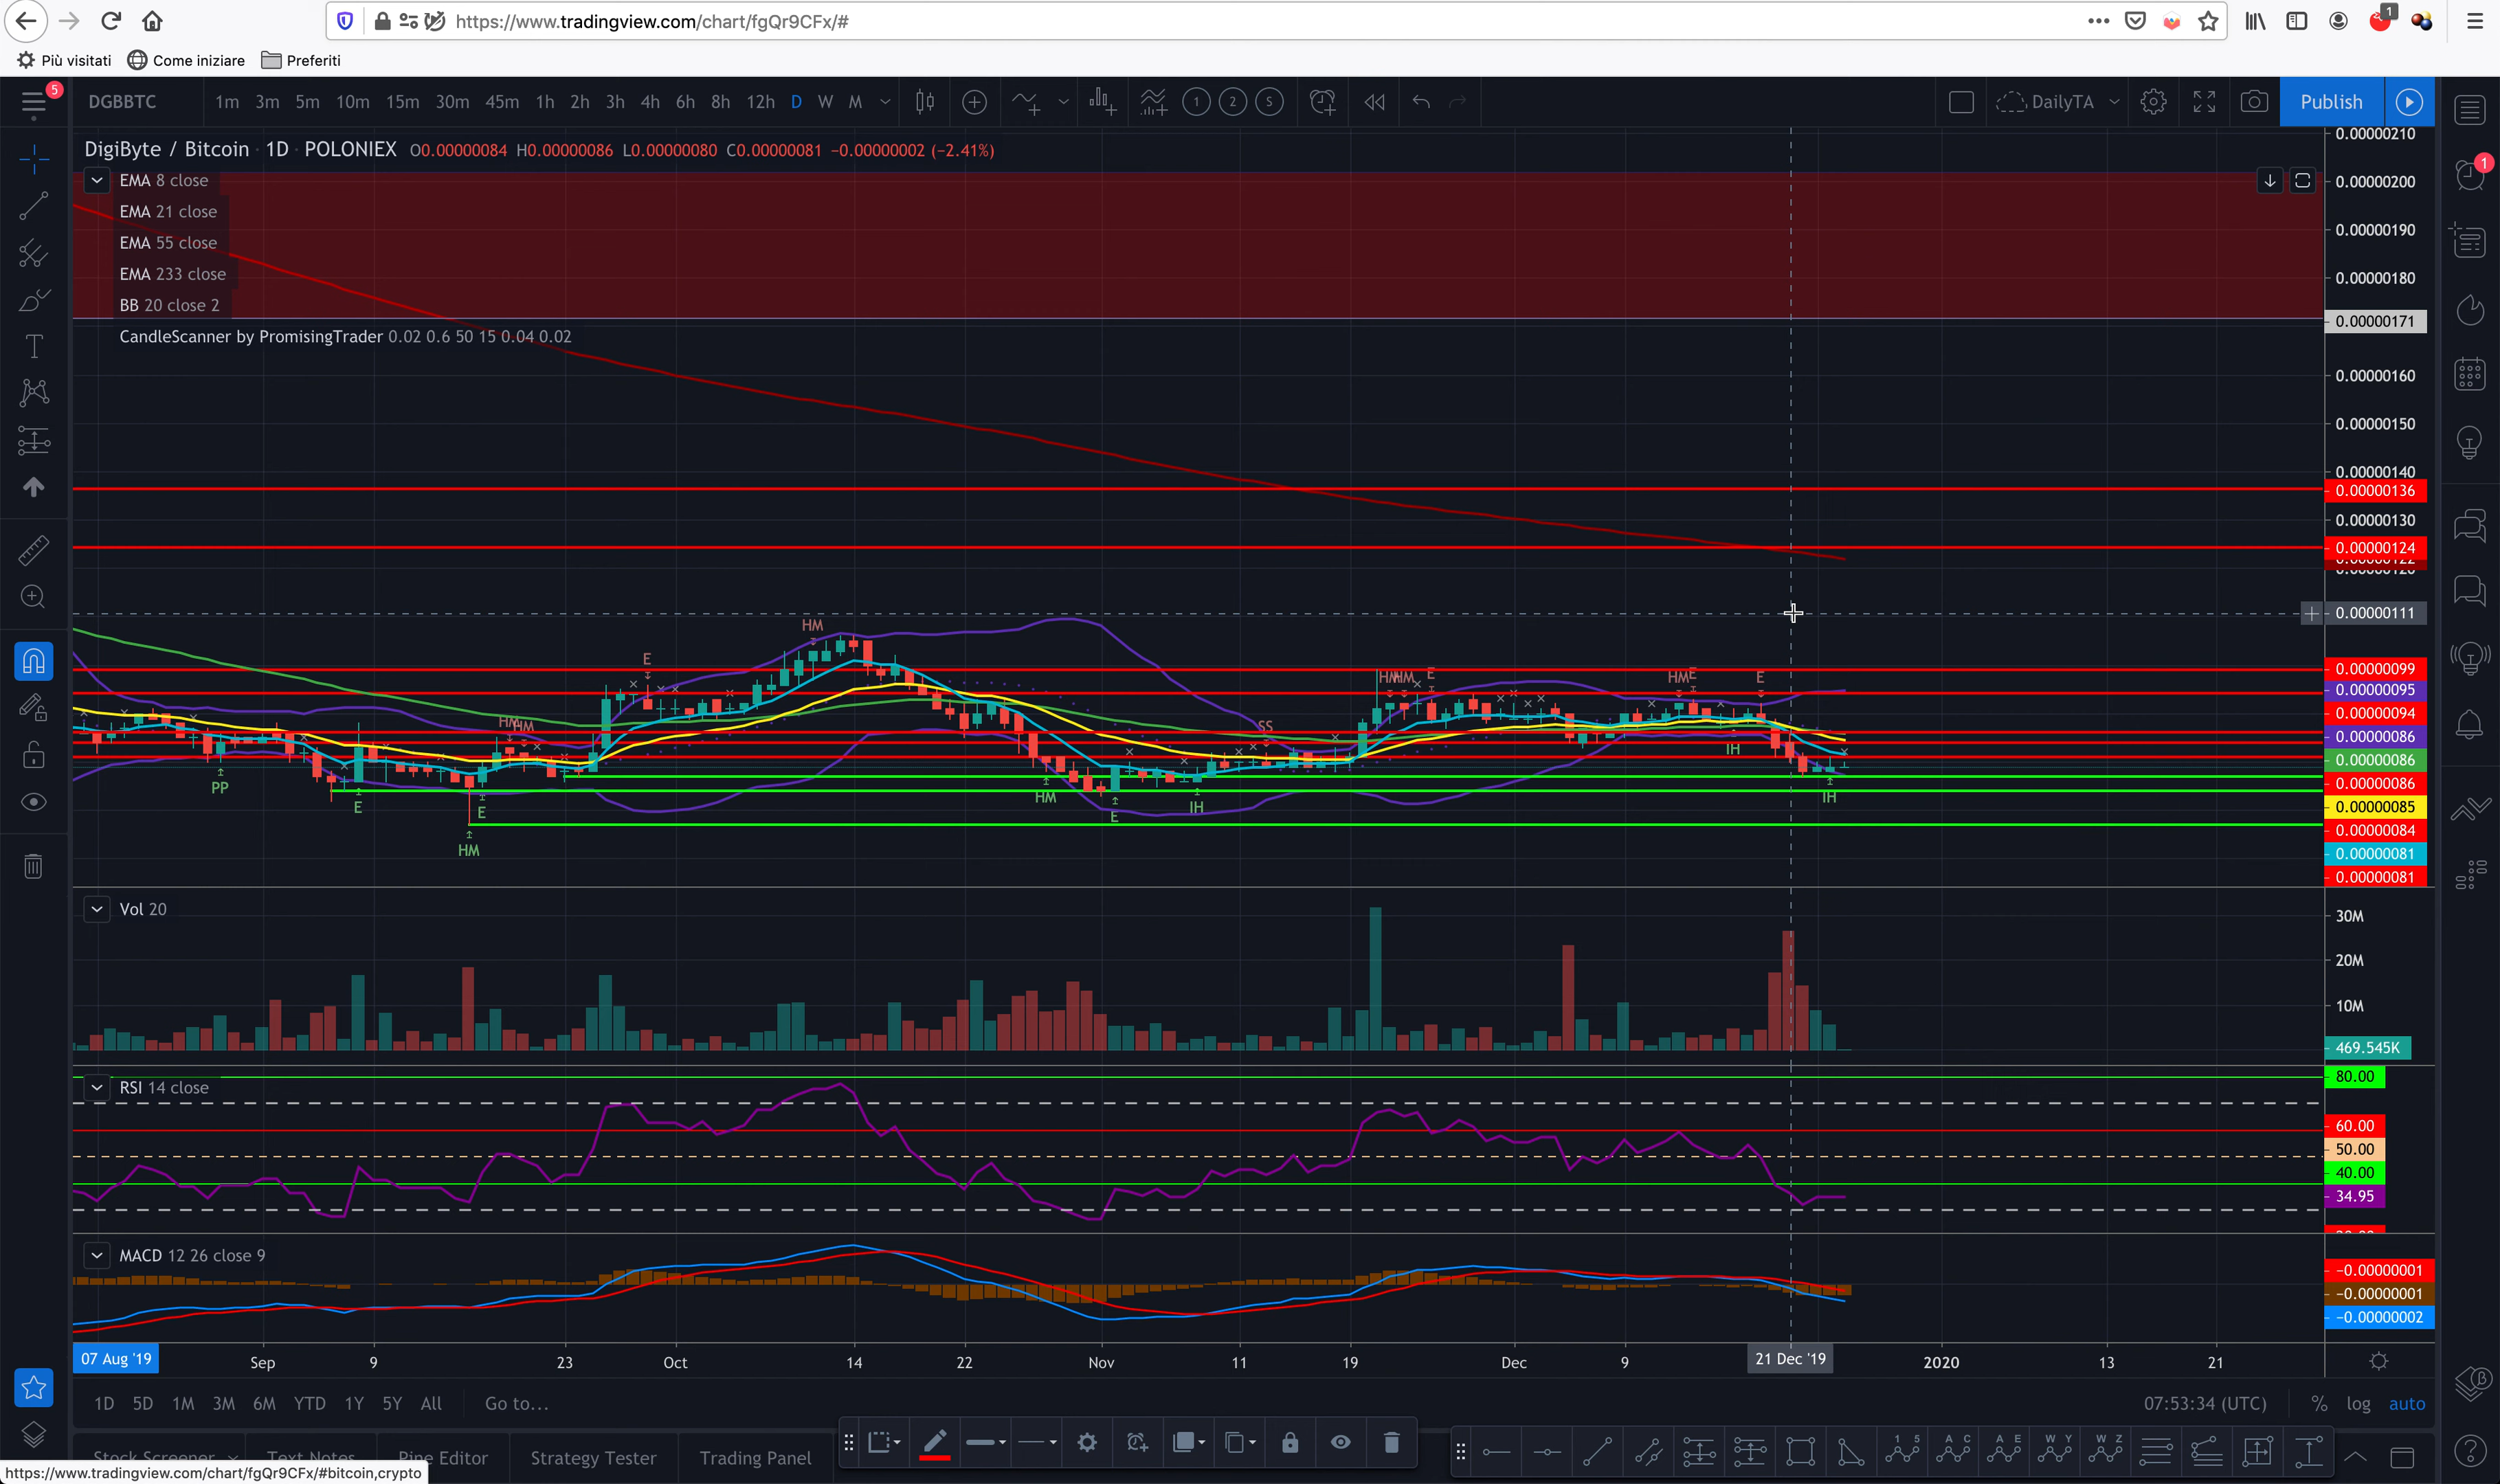 https://www.tradingview.com/chart/fgQr9CFx/#
1
Più visitati Come iniziare Preferiti
5
DGBBTC 1m 3m 5m 10m 15m 30m 45m 1h 2h 3h 4h 6h 8h 12h D W M 1 2 S DailyTA Publish
DigiByte / Bitcoin · 1D · POLONIEX O0.00000084 H0.00000086 L0.00000080 C0.00000081 −0.00000002 (−2.41%)
EMA 8 close
EMA 21 close
EMA 55 close
EMA 233 close
BB 20 close 2
CandleScanner by PromisingTrader 0.02 0.6 50 15 0.04 0.02
1
0.00000210
0.00000200
0.00000190
0.00000180
0.00000171
0.00000160
0.00000150
0.00000140
0.00000136
0.00000130
0.00000124
0.00000111
0.00000099
0.00000095
0.00000094
0.00000086
0.00000086
0.00000086
0.00000085
0.00000084
0.00000081
0.00000081
HM
E
HM E
HM E
E
SS
IH
PP
E
E
HM
HM
E
IH
IH
HM
Vol 20
30M
20M
10M
469.545K
RSI 14 close
80.00
60.00
50.00
40.00
34.95
MACD 12 26 close 9
−0.00000001
−0.00000001
−0.00000002
07 Aug '19 Sep 9 23 Oct 14 22 Nov 11 19 Dec 9 21 Dec '19 2020 13 21
1D 5D 1M 3M 6M YTD 1Y 5Y All Go to... 07:53:34 (UTC) % log auto
Stock Screener Text Notes Pine Editor Strategy Tester Trading Panel
https://www.tradingview.com/chart/fgQr9CFx/#bitcoin,crypto